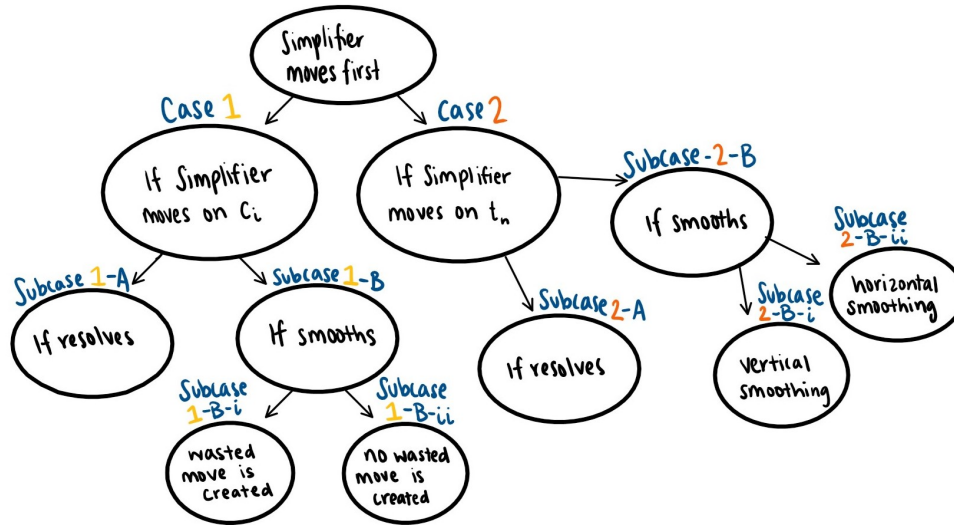 Simplifier
moves first
Case 1
Case 2
If Simplifier
moves on Ci
If Simplifier
moves on tn
Subcase-2-B
If smooths
Subcase 1-A
If resolves
Subcase 1-B
If smooths
Subcase 2-A
If resolves
Subcase
2-B-i
vertical
smoothing
Subcase
2-B-ii
horizontal
smoothing
Subcase
1-B-i
wasted
move is
created
Subcase
1-B-ii
no wasted
move is
created